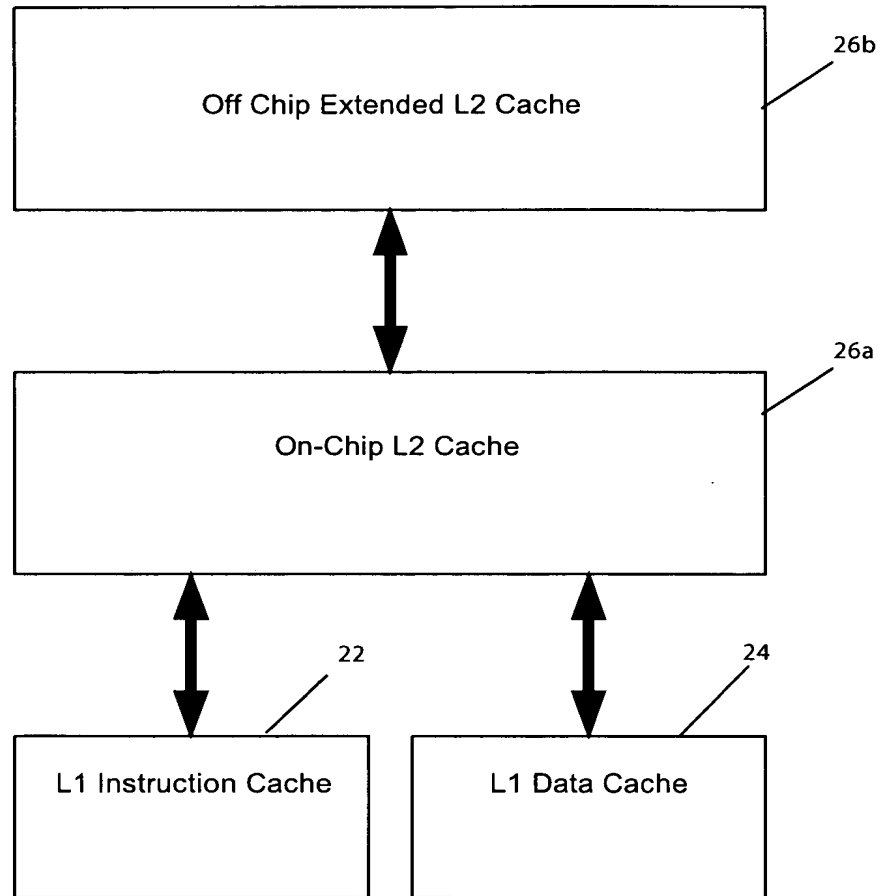 26b
Off Chip Extended L2 Cache
26a
On-Chip L2 Cache
22
24
L1 Instruction Cache
L1 Data Cache